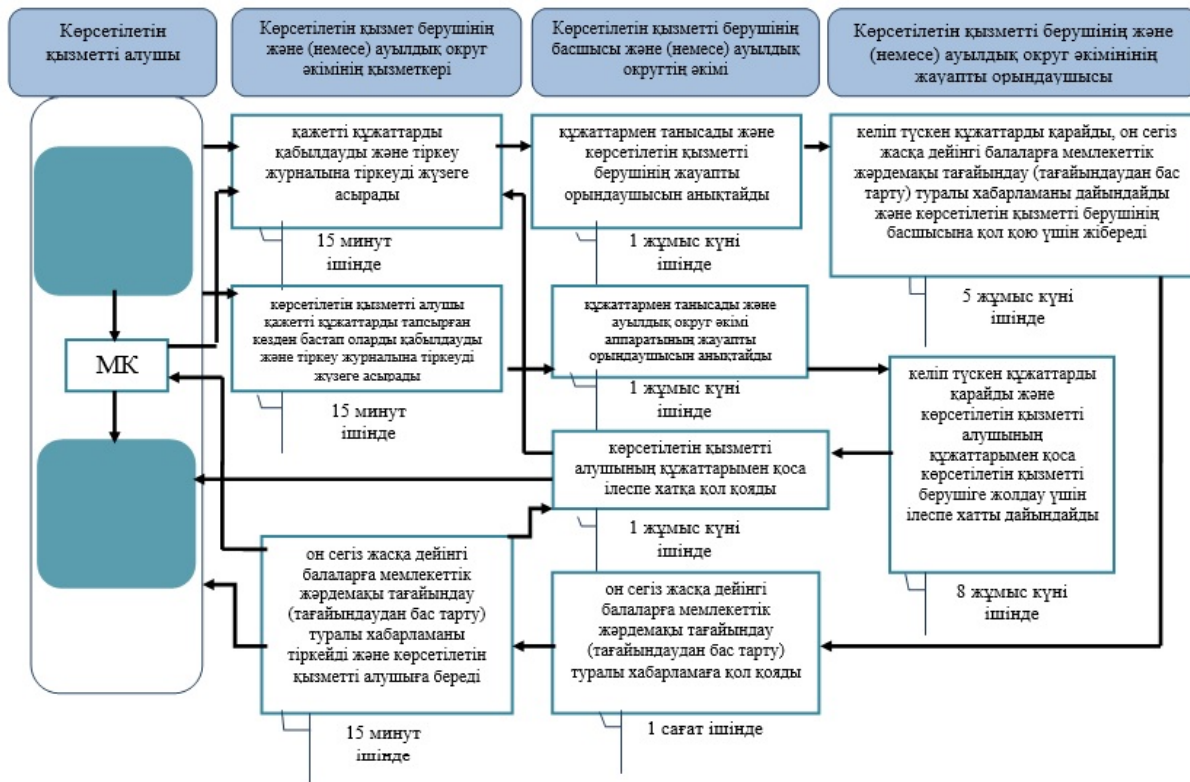 Көрсетілетін
қызметті алушы
Көрсетілетін қызмет берушінің
және (немесе) ауылдық округ
әкімінің қызметкері
Көрсетілетін қызметті берушінің
басшысы және (немесе) ауылдық
округтің әкімі
Көрсетілетін қызметті берушінің және
(немесе) ауылдық округ әкімінінің
жауапты орындаушысы
қажетті құжаттарды
қабылдауды және тіркеу
журналына тіркеуді жүзеге
асырады
15 минут
ішінде
құжаттармен танысады және
көрсетілетін қызметті
берушінің жауапты
орындаушысын анықтайды
1 жұмыс күні
ішінде
келіп түскен құжаттарды қарайды, он сегіз
жасқа дейінгі балаларға мемлекеттік
жәрдемақы тағайындау (тағайындаудан бас
тарту) туралы хабарламаны дайындайды
және көрсетілетін қызметті берушінің
басшысына қол қою үшін жібереді
5 жұмыс күні
ішінде
МК
көрсетілетін қызметті алушы
қажетті құжаттарды тапсырған
кезден бастап оларды қабылдауды
және тіркеу журналына тіркеуді
жүзеге асырады
15 минут
ішінде
құжаттармен танысады және
ауылдық округ әкімі
аппаратының жауапты
орындаушысын анықтайды
1 жұмыс күні
ішінде
келіп түскен құжаттарды
қарайды және
көрсетілетін қызметті
алушының
құжаттарымен қоса
көрсетілетін қызметті
берушіге жолдау үшін
ілеспе хатты дайындайды
8 жұмыс күні
ішінде
көрсетілетін қызметті
алушының құжаттарымен қоса
ілеспе хатқа қол қояды
1 жұмыс күні
ішінде
он сегіз жасқа дейінгі
балаларға мемлекеттік
жәрдемақы тағайындау
(тағайындаудан бас тарту)
туралы хабарламаны
тіркейді және көрсетілетін
қызметті алушыға береді
15 минут
ішінде
он сегіз жасқа дейінгі
балаларға мемлекеттік
жәрдемақы тағайындау
(тағайындаудан бас тарту)
туралы хабарламаға қол қояды
1 сағат ішінде